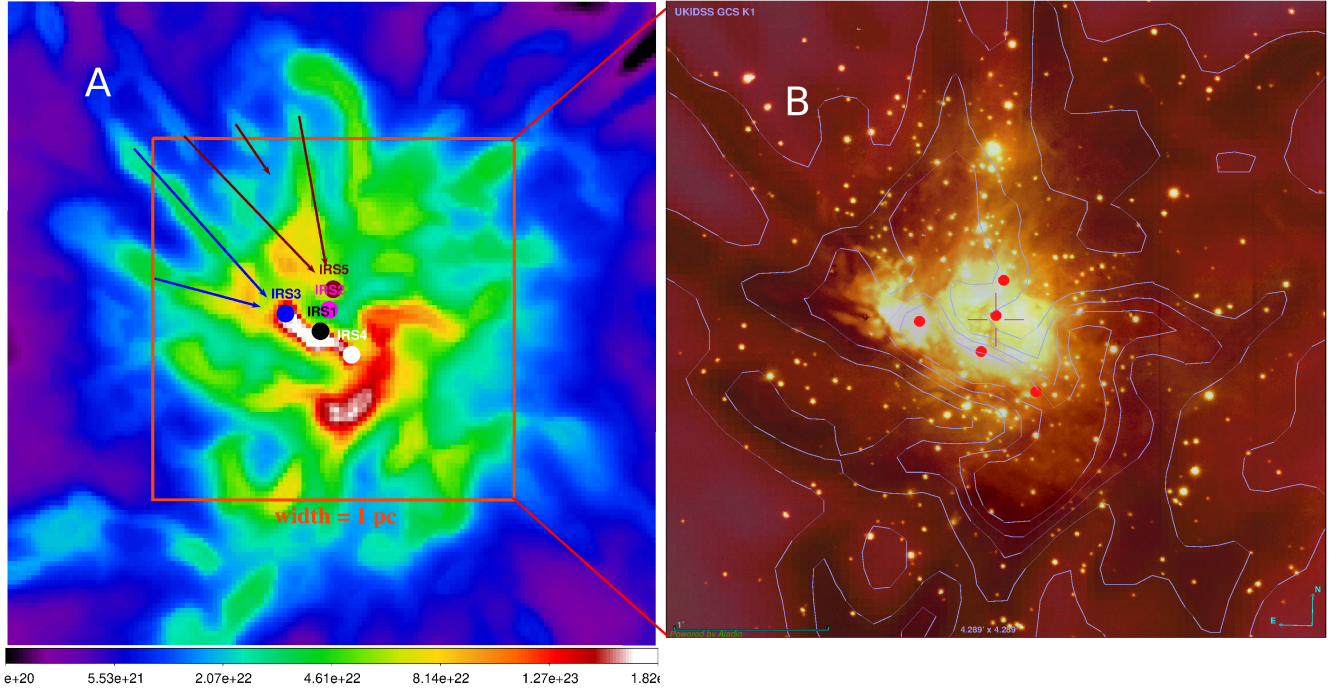 A
IRS5
IRS2
IRS3
IRS1
IRS4
width = 1 pc
e+20 5.53e+21 2.07e+22 4.61e+22 8.14e+22 1.27e+23 1.82e
UKIDSS GCS K1
B
N
E
1'
4.289' x 4.289'
Powered by Aladin